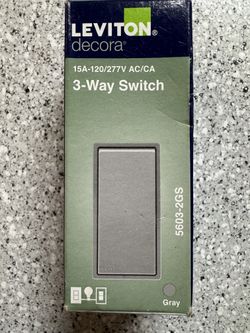 LEVITON®
decora®
15A-120/277V AC/CA
3-Way Switch
5603-2GS
Gray